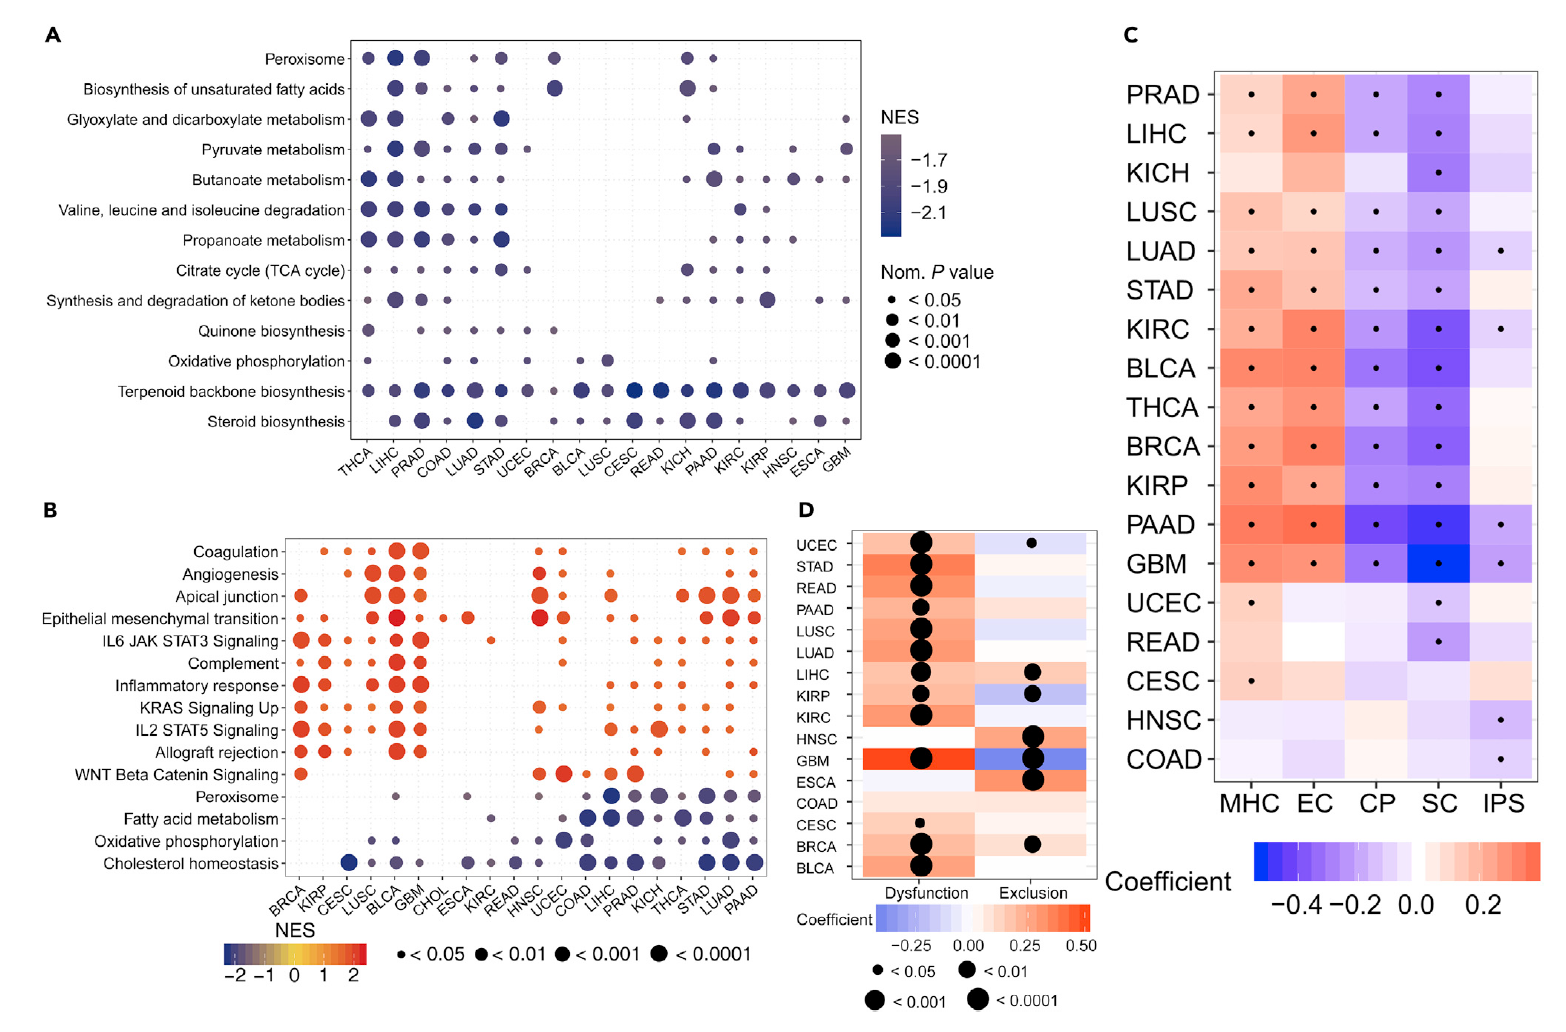 A
Peroxisome
Biosynthesis of unsaturated fatty acids
Glyoxylate and dicarboxylate metabolism
Pyruvate metabolism
Butanoate metabolism
Valine, leucine and isoleucine degradation
Propanoate metabolism
Citrate cycle (TCA cycle)
Synthesis and degradation of ketone bodies
Quinone biosynthesis
Oxidative phosphorylation
Terpenoid backbone biosynthesis
Steroid biosynthesis
THCA LIHC PRAD COAD LUAD STAD UCEC BRCA BLCA LUSC CESC READ KICH PAAD KIRC KIRP HNSC ESCA GBM
NES
−1.7
−1.9
−2.1
Nom. P value
< 0.05
< 0.01
< 0.001
< 0.0001
B
Coagulation
Angiogenesis
Apical junction
Epithelial mesenchymal transition
IL6 JAK STAT3 Signaling
Complement
Inflammatory response
KRAS Signaling Up
IL2 STAT5 Signaling
Allograft rejection
WNT Beta Catenin Signaling
Peroxisome
Fatty acid metabolism
Oxidative phosphorylation
Cholesterol homeostasis
BRCA KIRP CESC LUSC BLCA GBM CHOL ESCA KIRC READ HNSC UCEC COAD LIHC PRAD KICH THCA STAD LUAD PAAD
NES
−2 −1 0 1 2
< 0.05 < 0.01 < 0.001 < 0.0001
C
PRAD
LIHC
KICH
LUSC
LUAD
STAD
KIRC
BLCA
THCA
BRCA
KIRP
PAAD
GBM
UCEC
READ
CESC
HNSC
COAD
MHC EC CP SC IPS
Coefficient
−0.4 −0.2 0.0 0.2
D
UCEC
STAD
READ
PAAD
LUSC
LUAD
LIHC
KIRP
KIRC
HNSC
GBM
ESCA
COAD
CESC
BRCA
BLCA
Dysfunction Exclusion
Coefficient
−0.25 0.00 0.25 0.50
< 0.05 < 0.01
< 0.001 < 0.0001